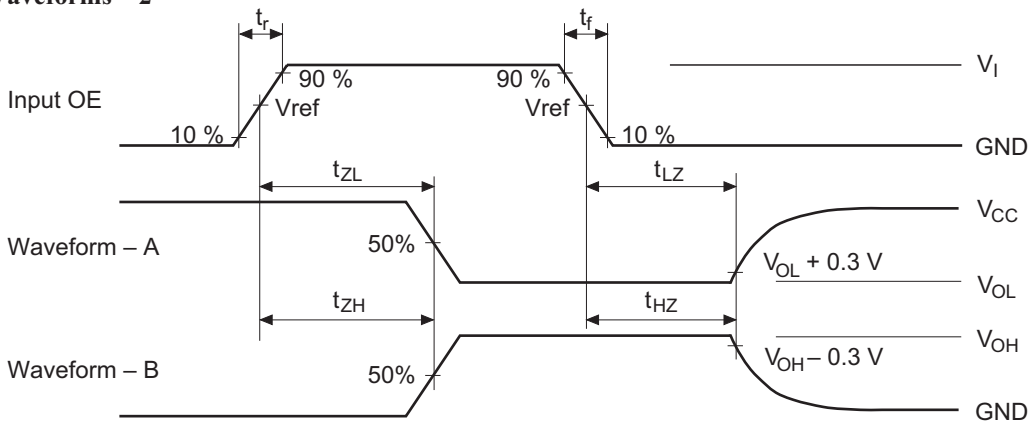 Waveforms – 2
tr
tf
90 %
90 %
VI
Input OE
Vref
Vref
10 %
10 %
GND
tZL
tLZ
VCC
Waveform – A
50%
VOL + 0.3 V
VOL
tZH
tHZ
VOH
VOH – 0.3 V
Waveform – B
50%
GND